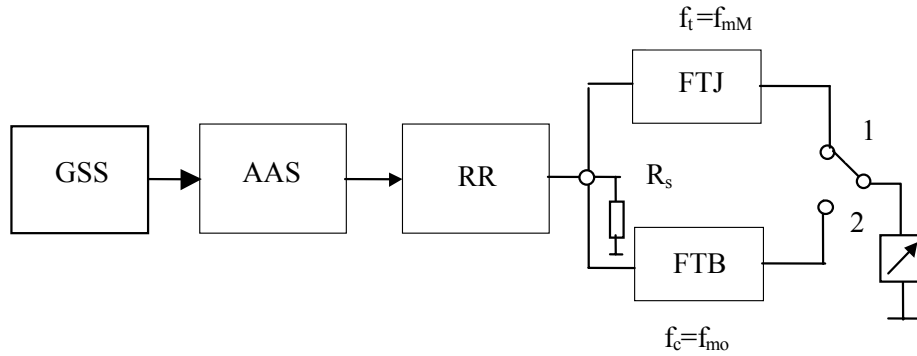 f_t=f_mM
FTJ
1
GSS
AAS
RR
R_s
2
FTB
f_c=f_mo